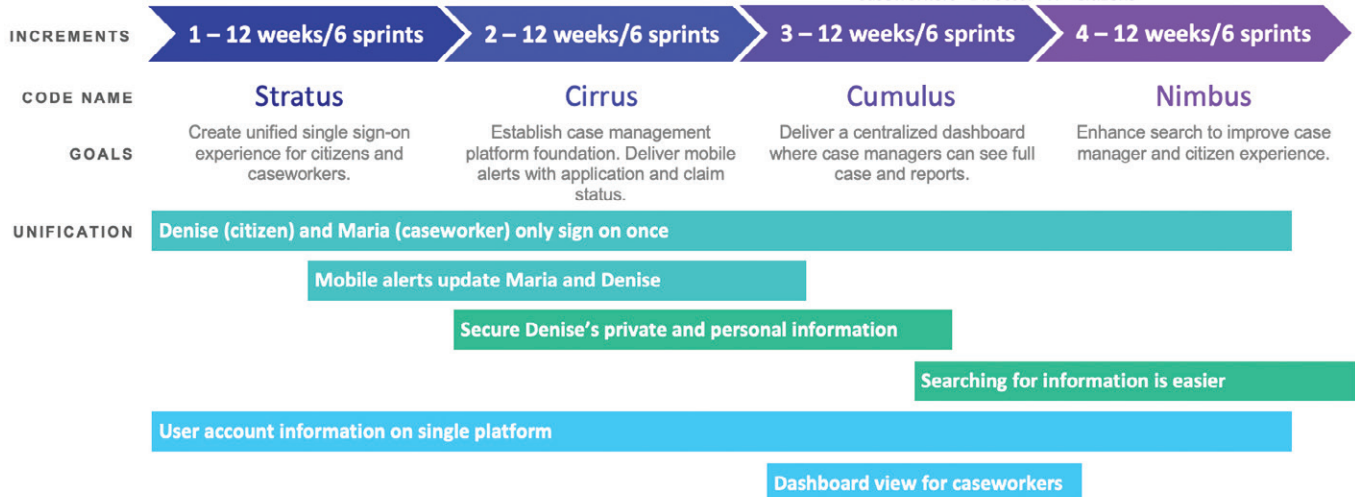 INCREMENTS
1 – 12 weeks/6 sprints
2 – 12 weeks/6 sprints
3 – 12 weeks/6 sprints
4 – 12 weeks/6 sprints
CODE NAME
Stratus
Cirrus
Cumulus
Nimbus
GOALS
Create unified single sign-on
experience for citizens and
caseworkers.
Establish case management
platform foundation. Deliver mobile
alerts with application and claim
status.
Deliver a centralized dashboard
where case managers can see full
case and reports.
Enhance search to improve case
manager and citizen experience.
UNIFICATION
Denise (citizen) and Maria (caseworker) only sign on once
Mobile alerts update Maria and Denise
Secure Denise’s private and personal information
Searching for information is easier
User account information on single platform
Dashboard view for caseworkers